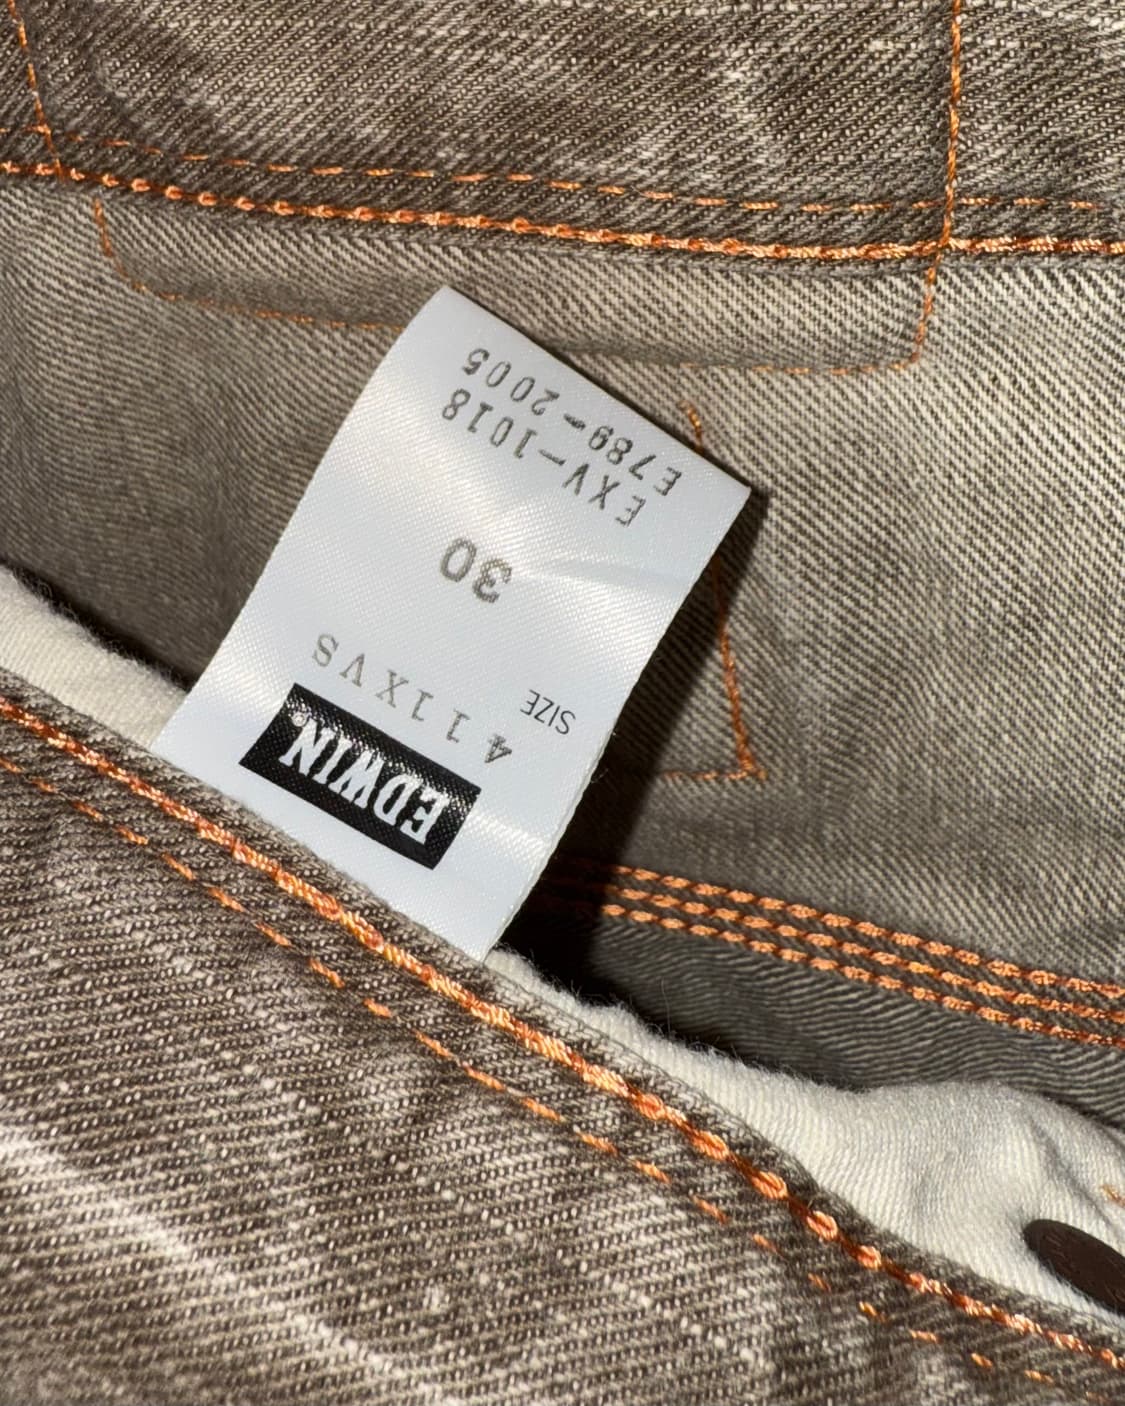 EDWIN®
411XVS
SIZE
30
EXV-1018
E789-2005